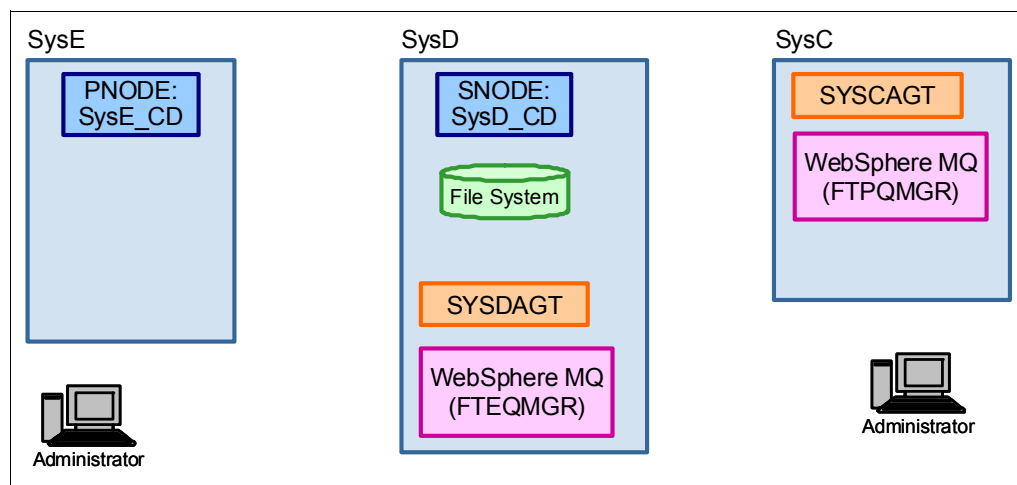 SysE
PNODE:
SysE_CD
Administrator
SysD
SNODE:
SysD_CD
File System
SYSDAGT
WebSphere MQ
(FTEQMGR)
SysC
SYSCAGT
WebSphere MQ
(FTPQMGR)
Administrator